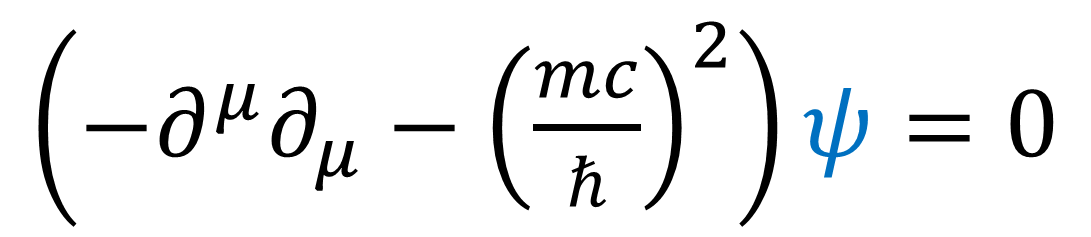 (−∂^μ ∂_μ − (mc/ħ)^2) ψ = 0